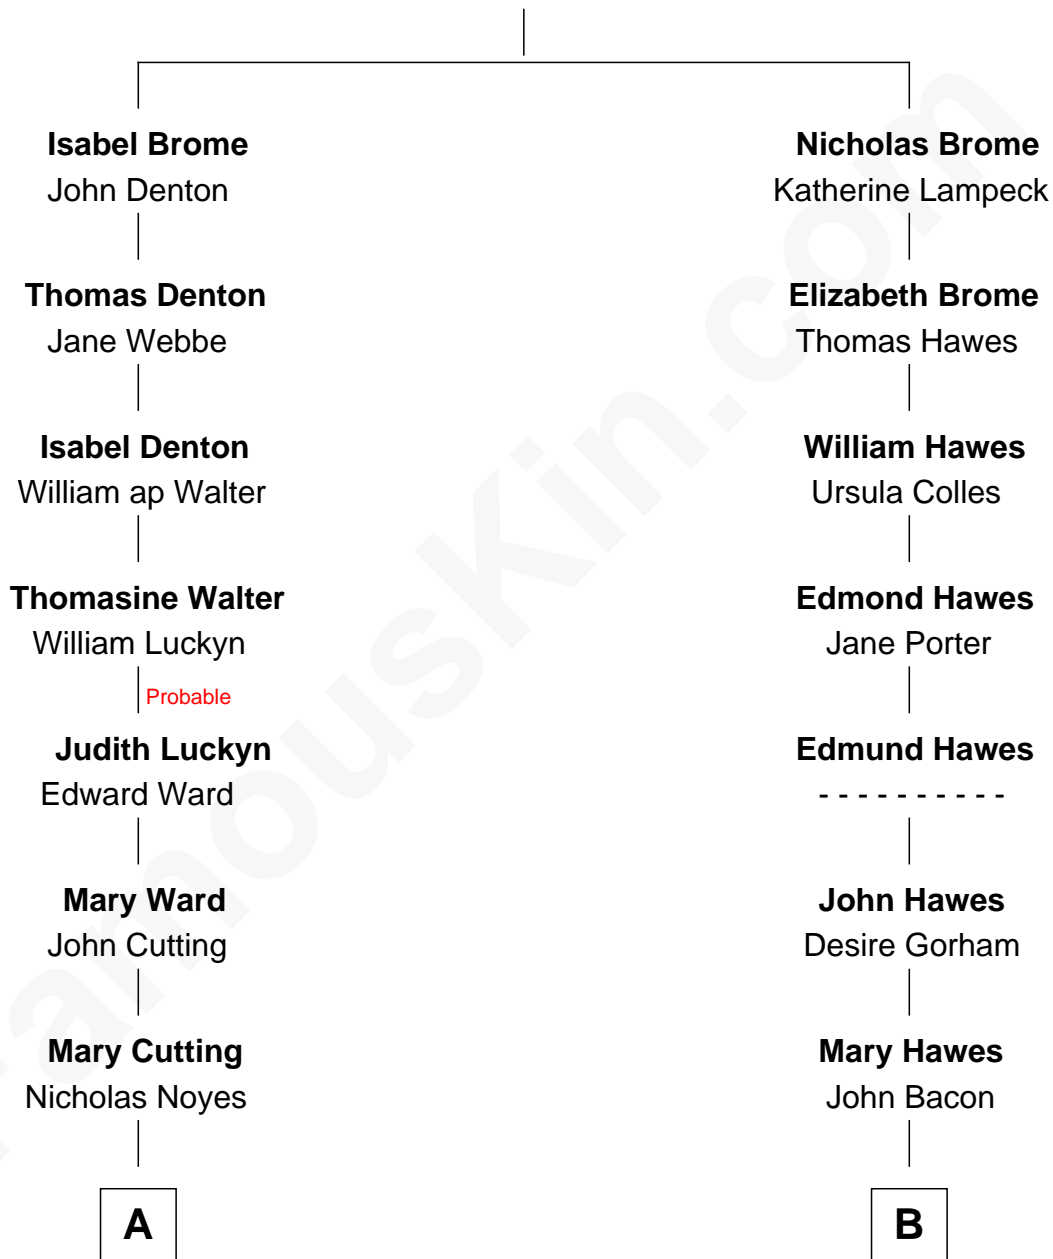 Isabel Brome
John Denton
Nicholas Brome
Katherine Lampeck
Thomas Denton
Jane Webbe
Elizabeth Brome
Thomas Hawes
Isabel Denton
William ap Walter
William Hawes
Ursula Colles
Thomasine Walter
William Luckyn
Edmond Hawes
Jane Porter
Probable
Judith Luckyn
Edward Ward
Edmund Hawes
- - - - - - - - - -
Mary Ward
John Cutting
John Hawes
Desire Gorham
Mary Cutting
Nicholas Noyes
Mary Hawes
John Bacon
A
B
FamousKin.com